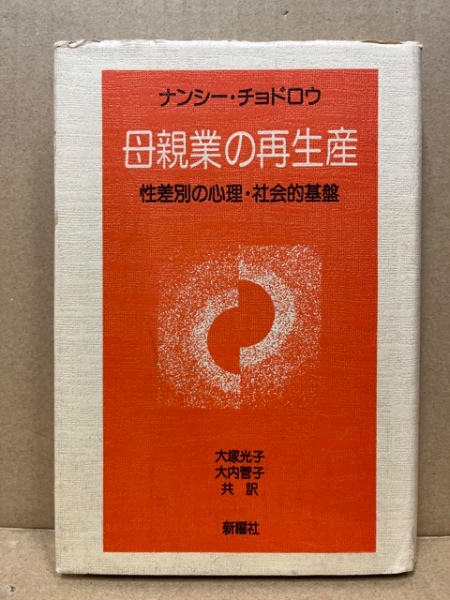 ナンシー・チョドロウ
母親業の再生産
性差別の心理・社会的基盤
大塚光子
大内菅子
共訳
新曜社